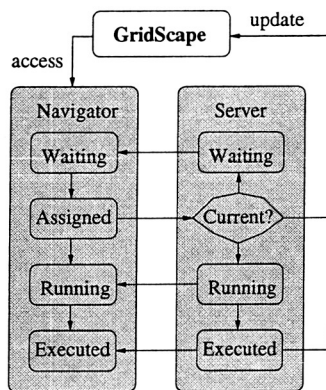 GridScape
update
access
Navigator
Server
Waiting
Waiting
Assigned
Current?
Running
Running
Executed
Executed